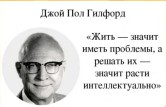 Джой Пол Гилфорд
«Жить — значит
иметь проблемы, а
решать их —
значит расти
интеллектуально»